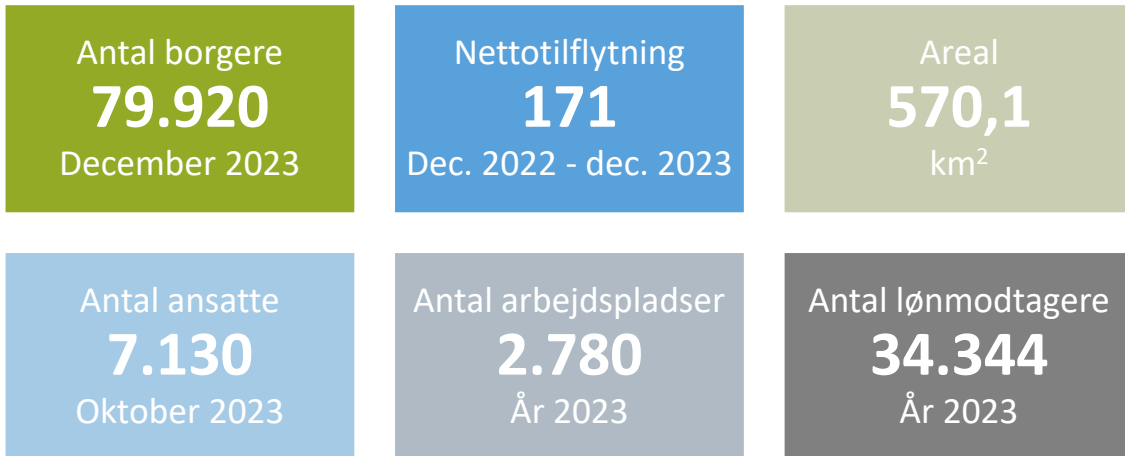 Antal borgere
79.920
December 2023
Nettotilflytning
171
Dec. 2022 - dec. 2023
Areal
570,1
km²
Antal ansatte
7.130
Oktober 2023
Antal arbejdspladser
2.780
År 2023
Antal lønmodtagere
34.344
År 2023